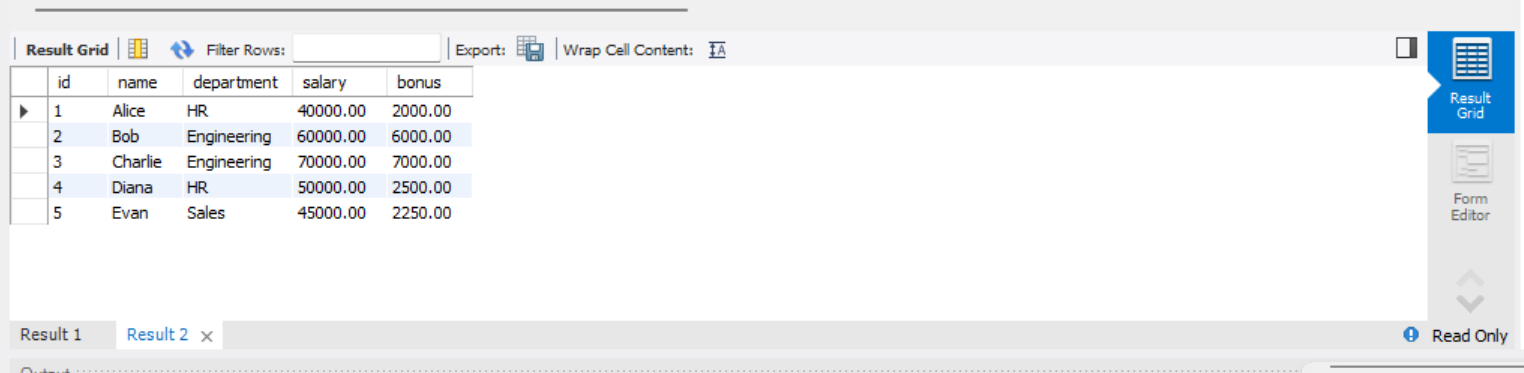 Result Grid Filter Rows: Export: Wrap Cell Content:
id name department salary bonus
1 Alice HR 40000.00 2000.00
2 Bob Engineering 60000.00 6000.00
3 Charlie Engineering 70000.00 7000.00
4 Diana HR 50000.00 2500.00
5 Evan Sales 45000.00 2250.00
Result
Grid
Form
Editor
Result 1 Result 2 Read Only
Output